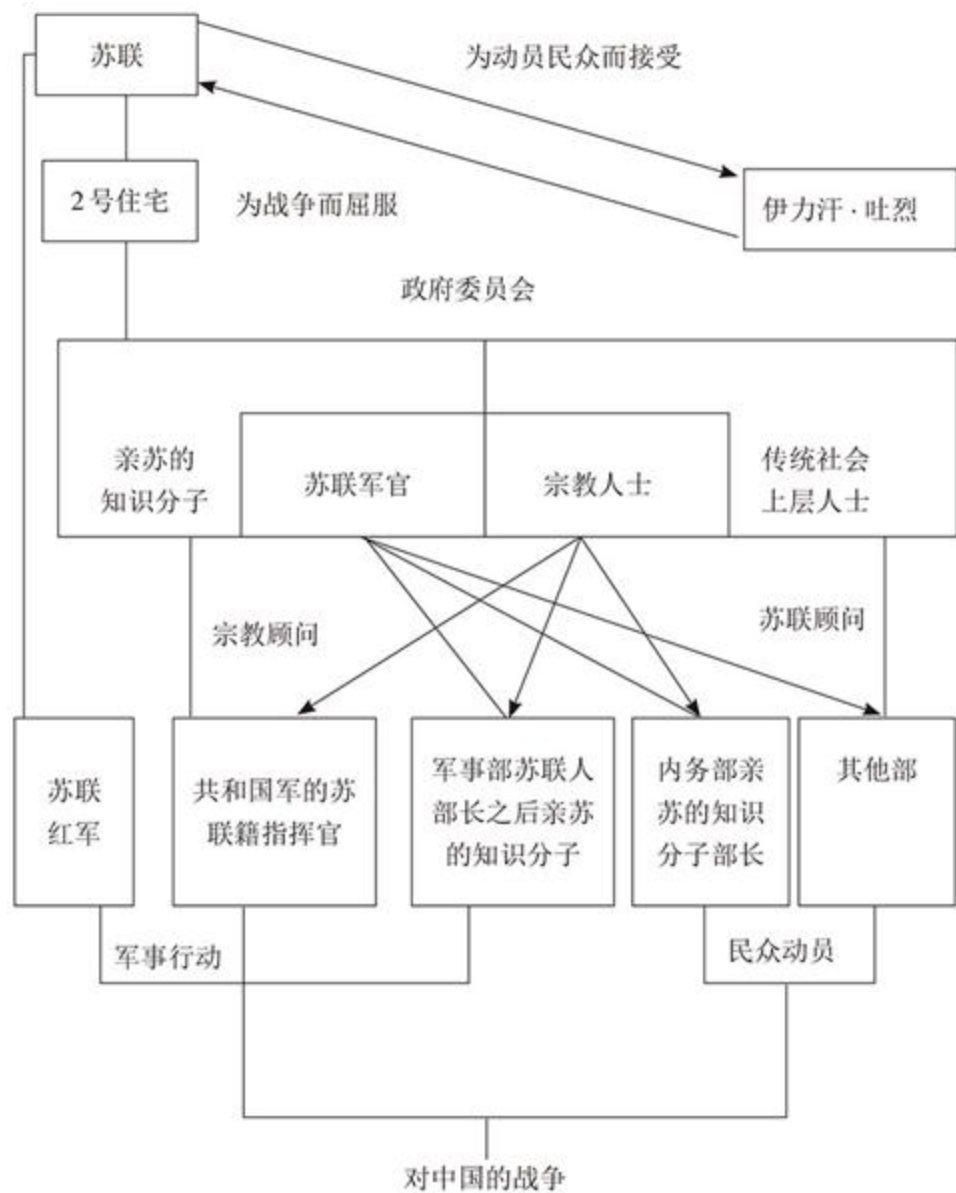 苏联
为动员民众而接受
2号住宅
为战争而屈服
伊力汗·吐烈
政府委员会
亲苏的
知识分子
苏联军官
宗教人士
传统社会
上层人士
宗教顾问
苏联顾问
苏联
红军
共和国军的苏
联籍指挥官
军事部苏联人
部长之后亲苏
的知识分子
内务部亲
苏的知识
分子部长
其他部
军事行动
民众动员
对中国的战争